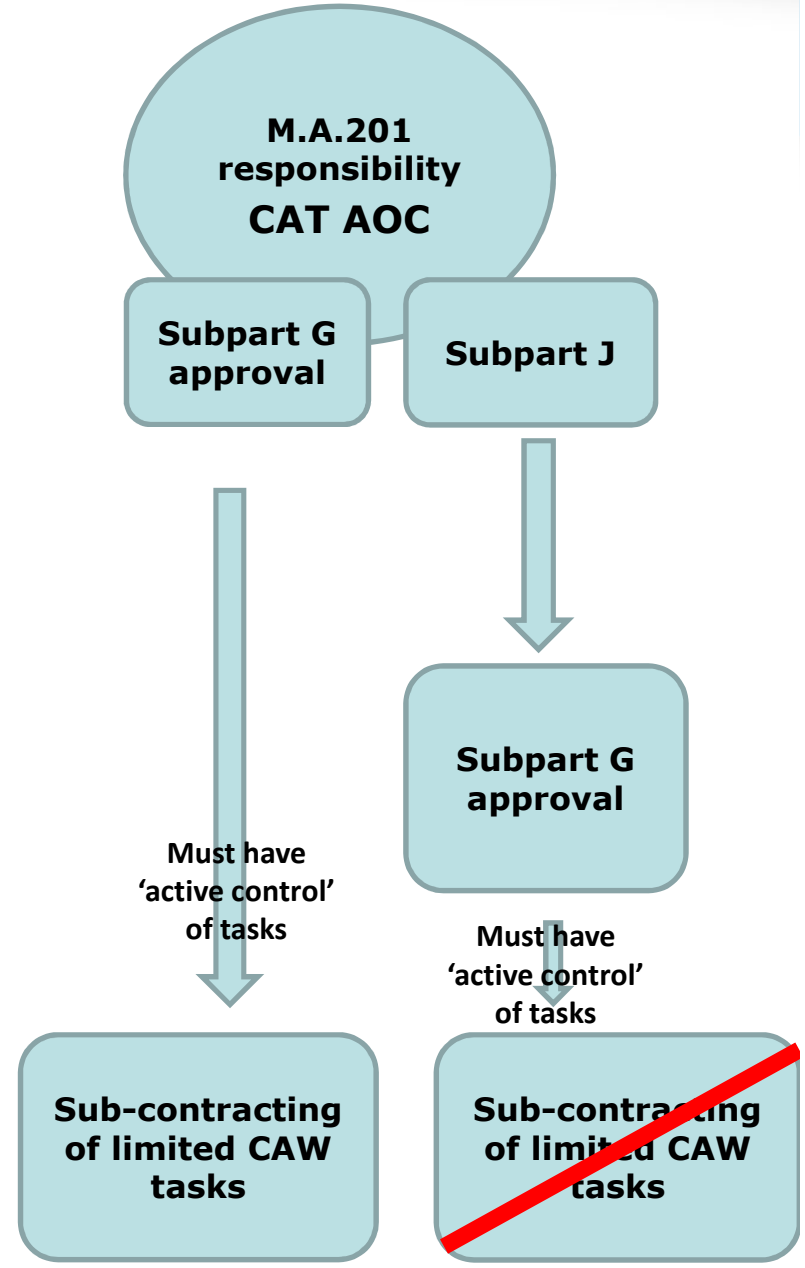 M.A.201
responsibility
CAT AOC
Subpart G
approval
Subpart J
Subpart G
approval
Must have
'active control'
of tasks
Must have
'active control'
of tasks
Sub-contracting
of limited CAW
tasks
Sub-contracting
of limited CAW
tasks